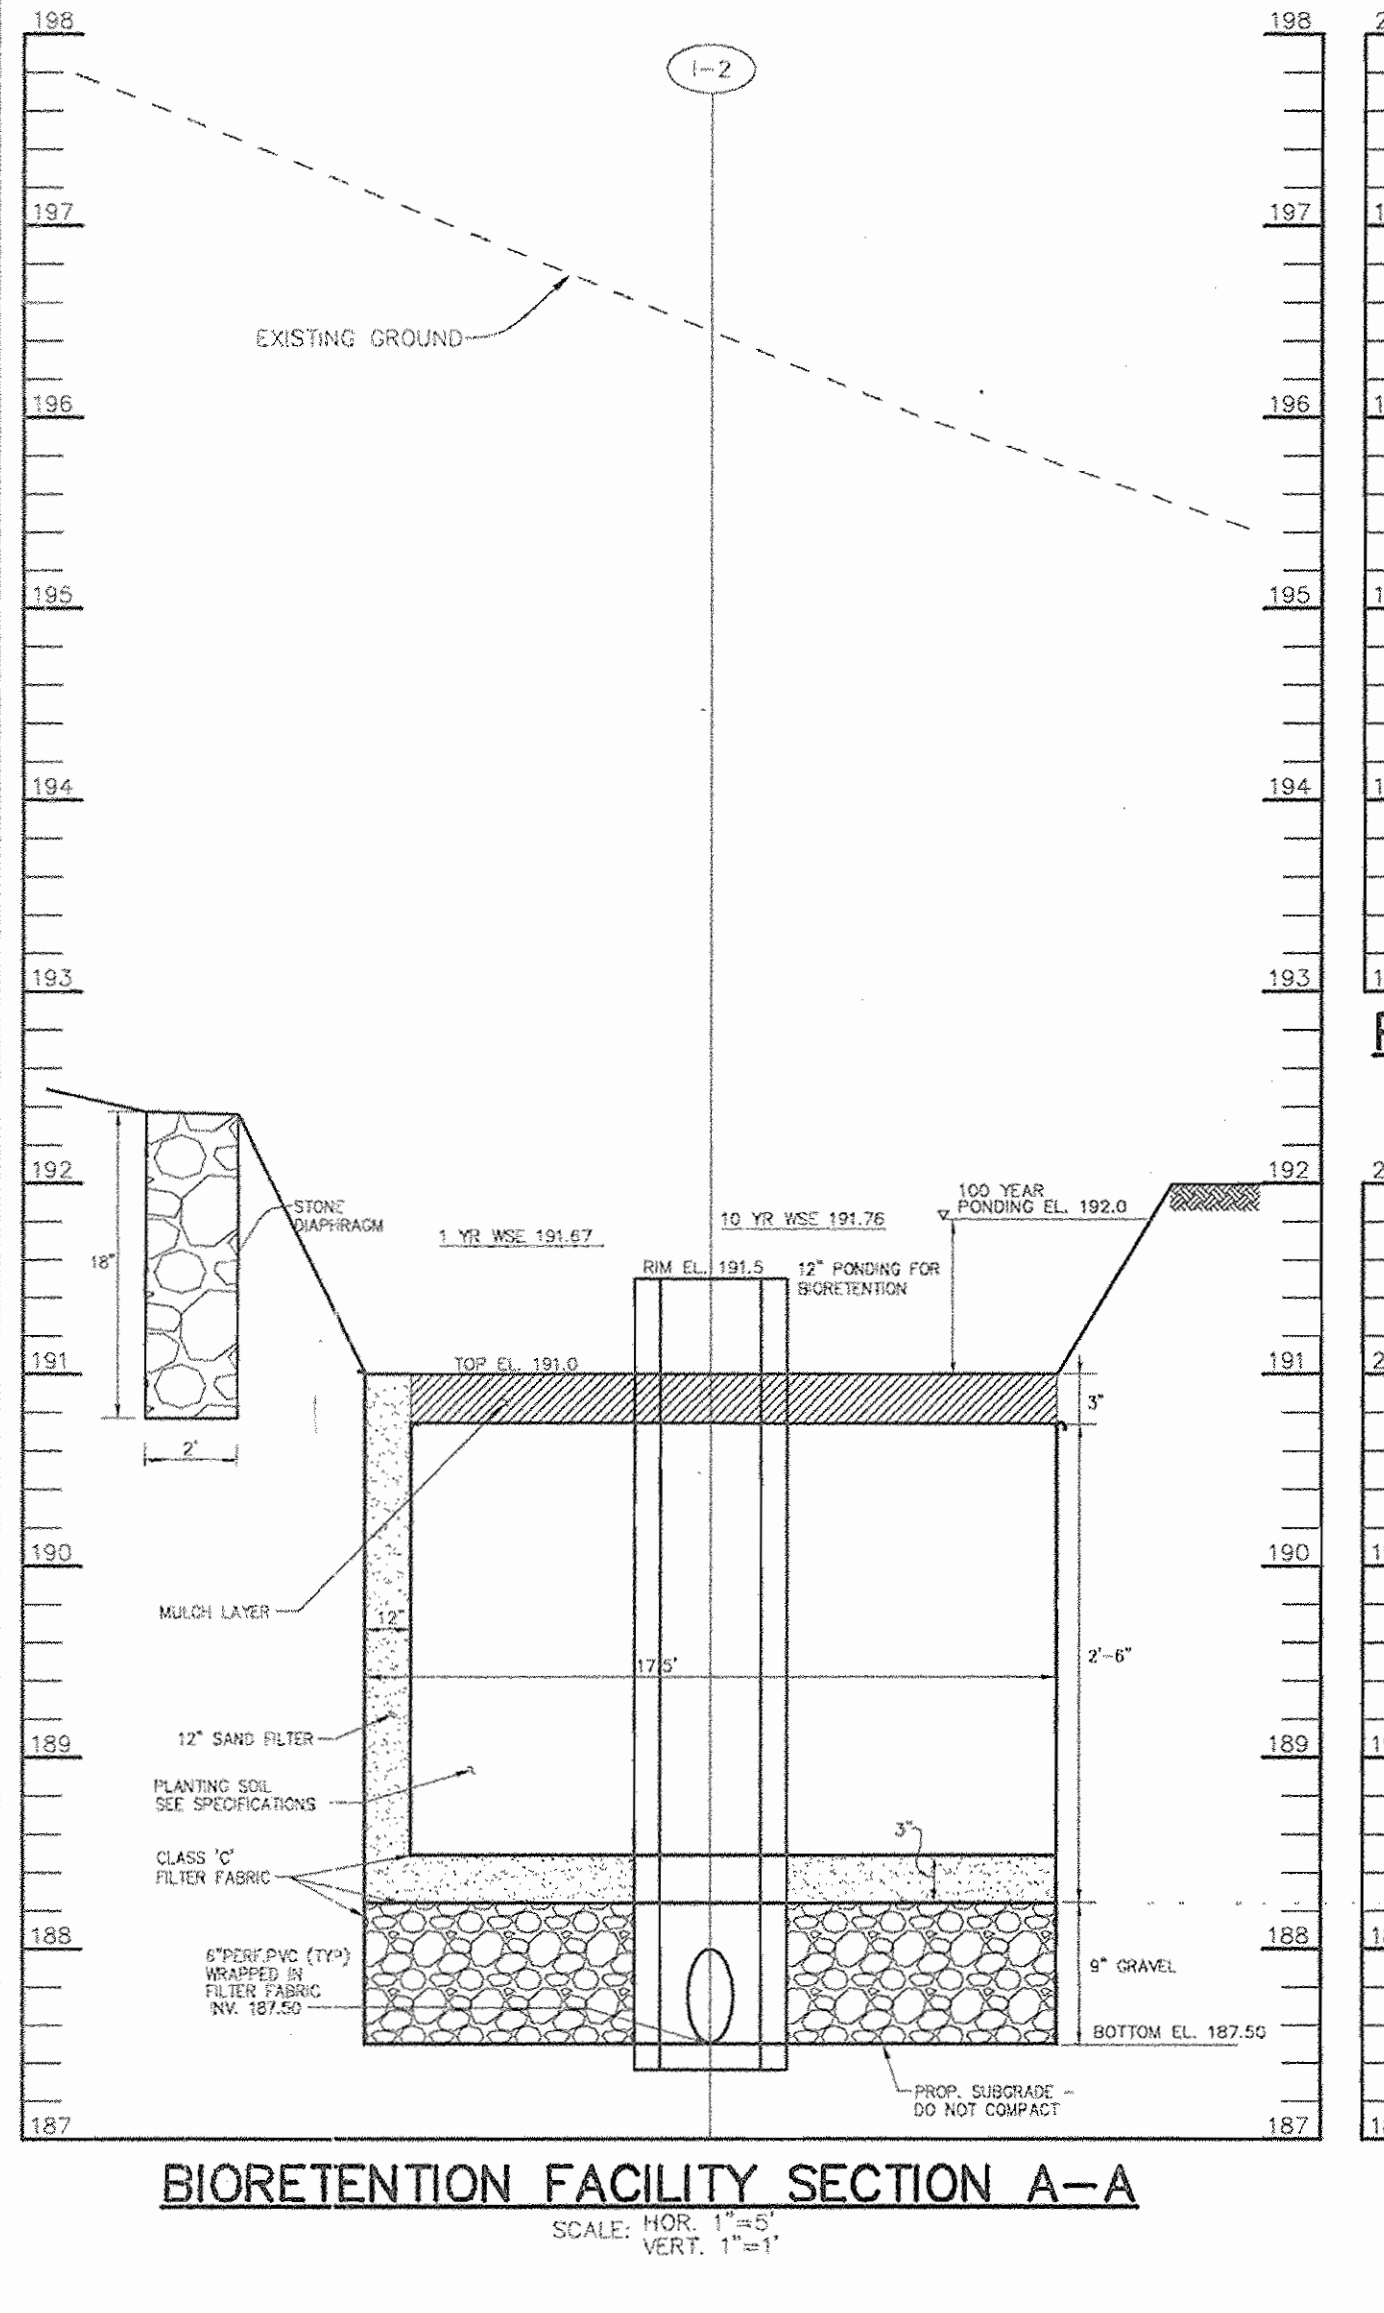 198
198
I-2
197
197
EXISTING GROUND
196
196
195
195
194
194
193
193
192
192
100 YEAR
PONDING EL. 192.0
STONE
DIAPHRAGM
1 YR WSE 191.67
10 YR WSE 191.76
18"
RIM EL. 191.5
12" PONDING FOR
BIORETENTION
191
191
TOP EL. 191.0
3"
2'
190
190
MULCH LAYER
12"
17.5'
2'-6"
12" SAND FILTER
189
189
PLANTING SOIL
SEE SPECIFICATIONS
3"
CLASS 'C'
FILTER FABRIC
188
188
6"PERF.PVC (TYP)
WRAPPED IN
FILTER FABRIC
INV. 187.50
9" GRAVEL
BOTTOM EL. 187.50
PROP. SUBGRADE -
DO NOT COMPACT
187
187
BIORETENTION FACILITY SECTION A-A
SCALE: HOR. 1"=5'
VERT. 1"=1'